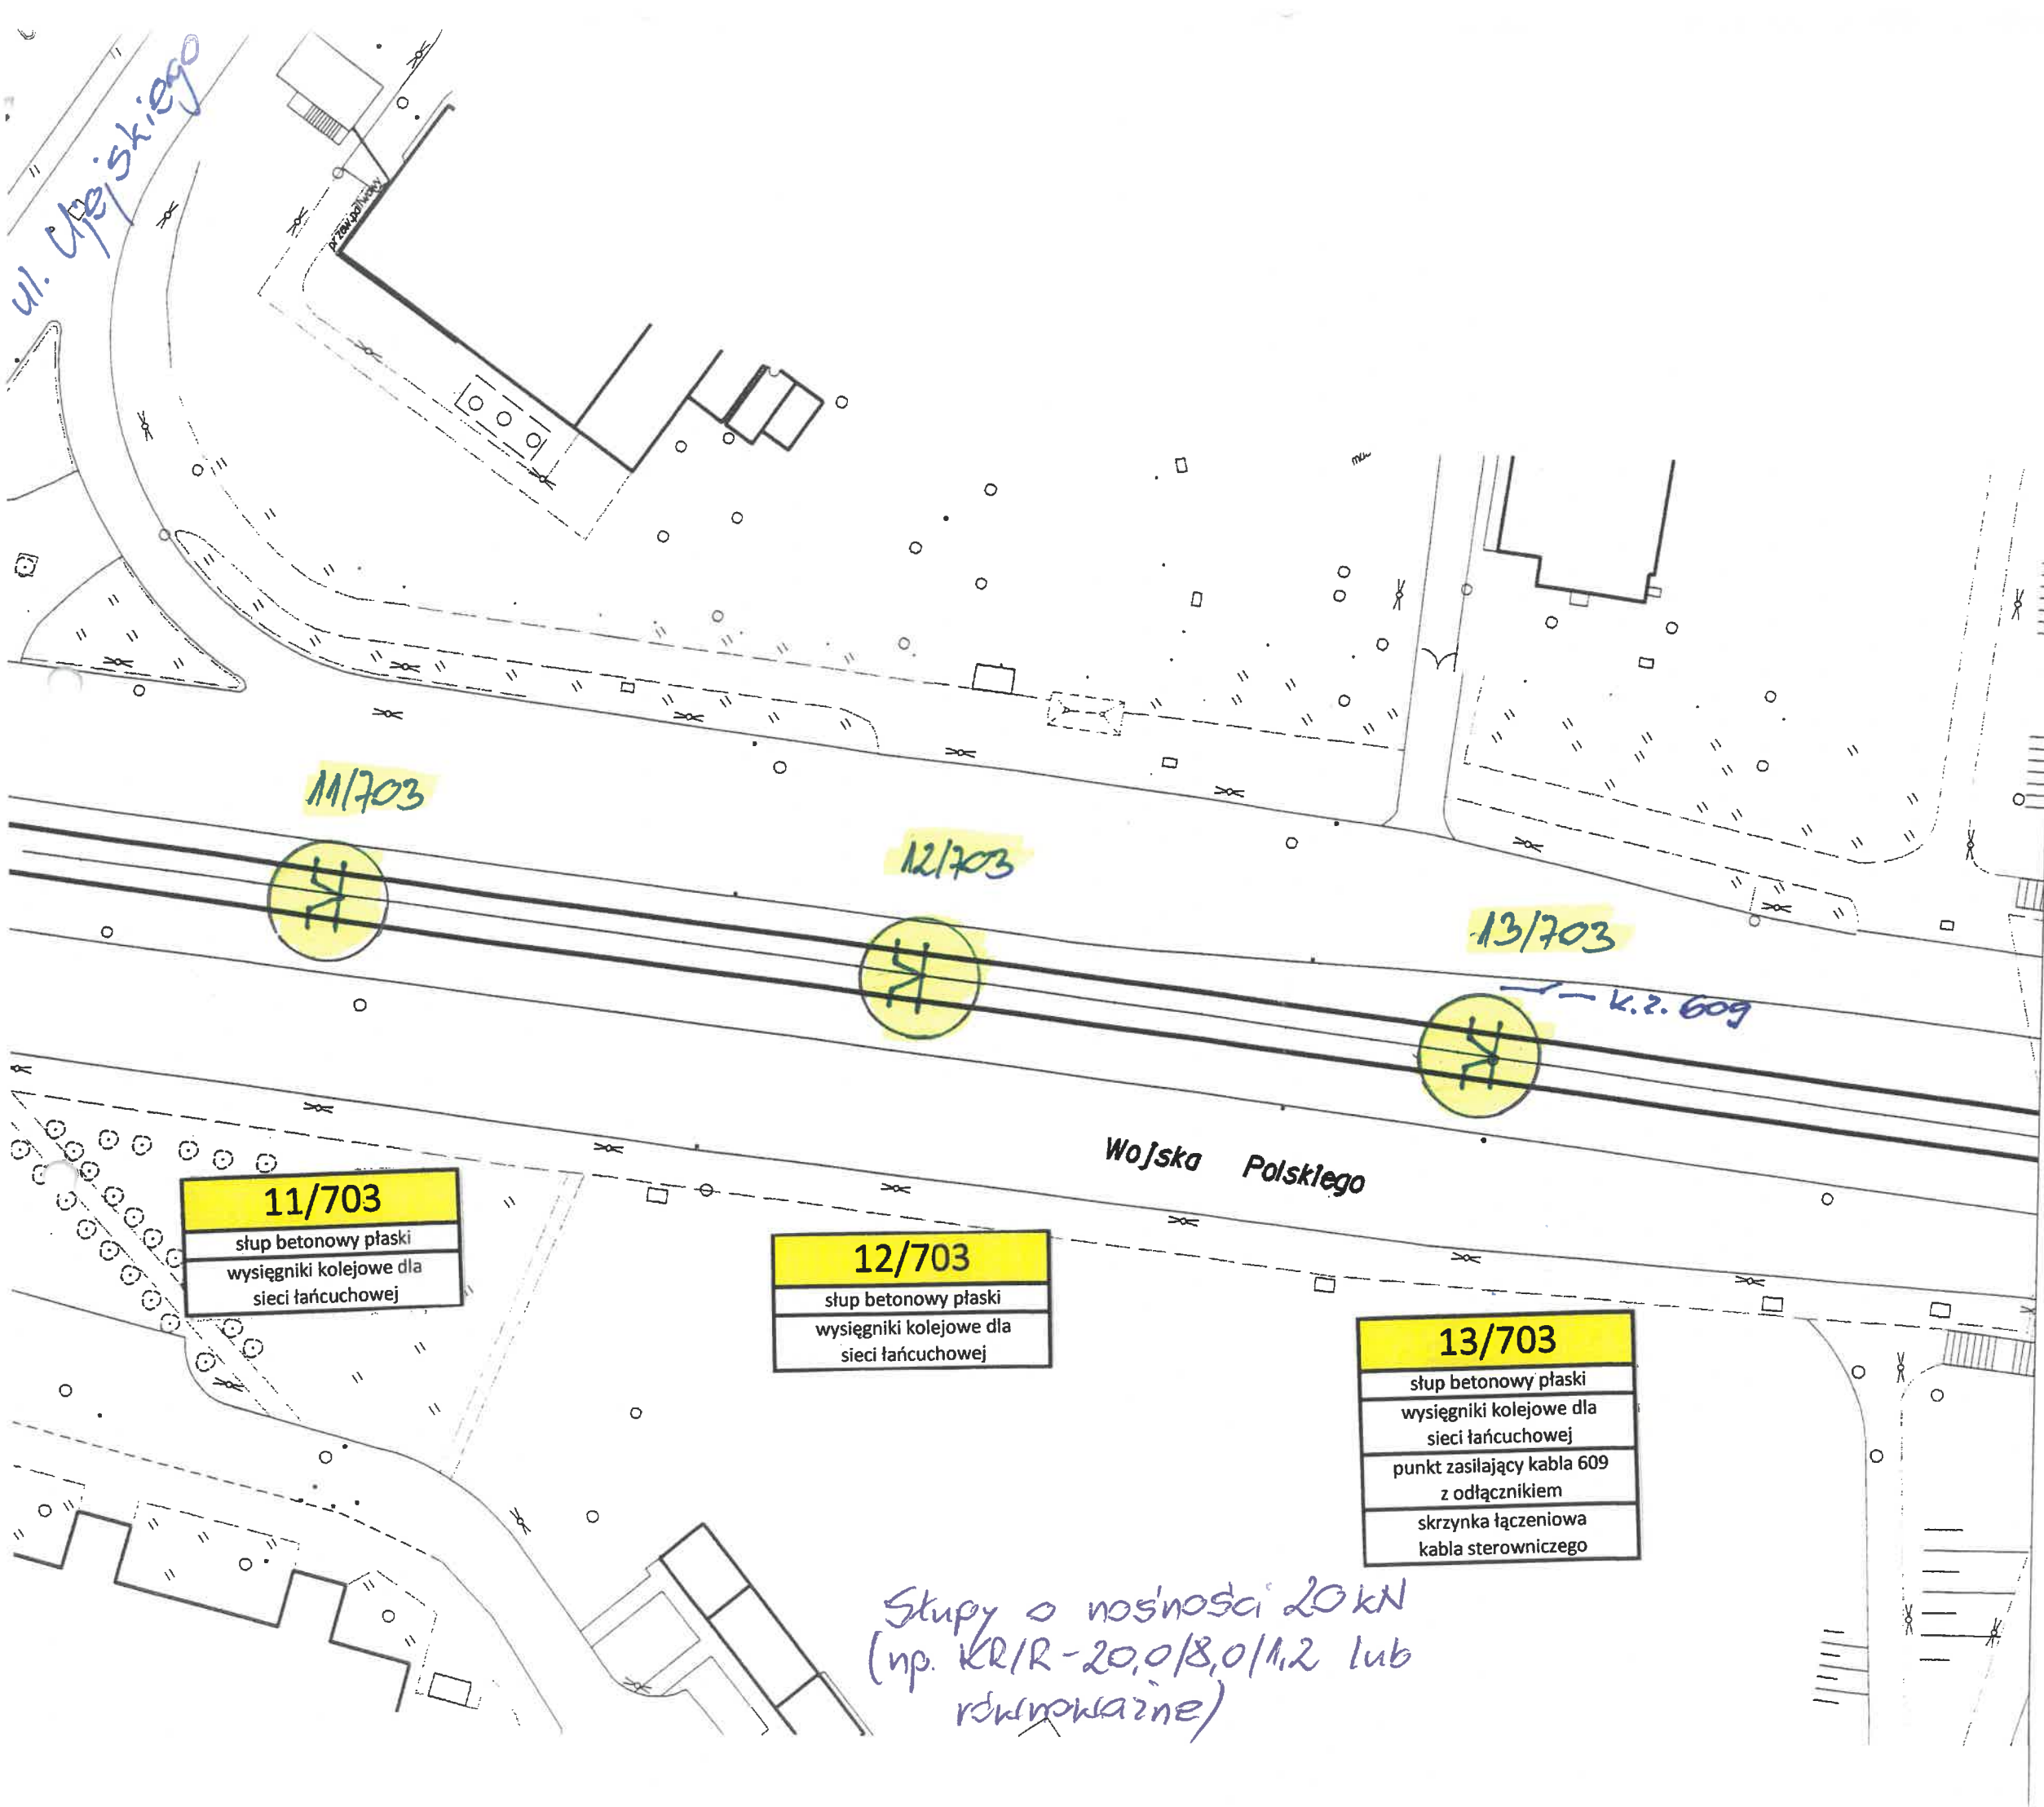 ul. Ujejskiego
przew.paliwowy
11/703
12/703
13/703
k.z. 609
Wojska Polskiego
11/703
słup betonowy płaski
wysięgniki kolejowe dla
sieci łańcuchowej
12/703
słup betonowy płaski
wysięgniki kolejowe dla
sieci łańcuchowej
13/703
słup betonowy płaski
wysięgniki kolejowe dla
sieci łańcuchowej
punkt zasilający kabla 609
z odłącznikiem
skrzynka łączeniowa
kabla sterowniczego
Słupy o nośności 20 kN
(np. KR/R-20,0/8,0/1,2 lub
równoważne)